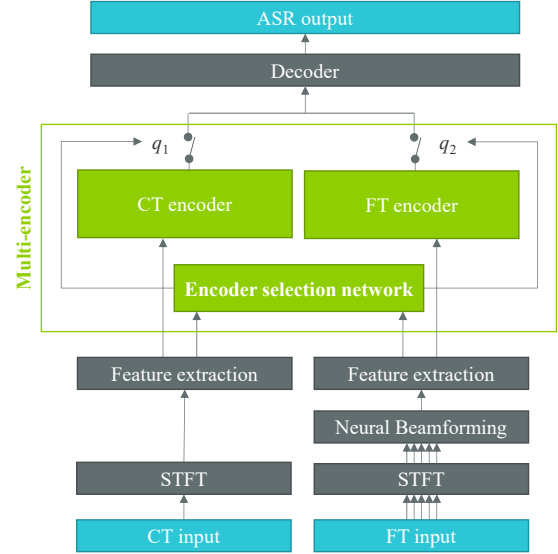 ASR output
Decoder
q1
q2
CT encoder
FT encoder
Multi-encoder
Encoder selection network
Feature extraction
Feature extraction
Neural Beamforming
STFT
STFT
CT input
FT input